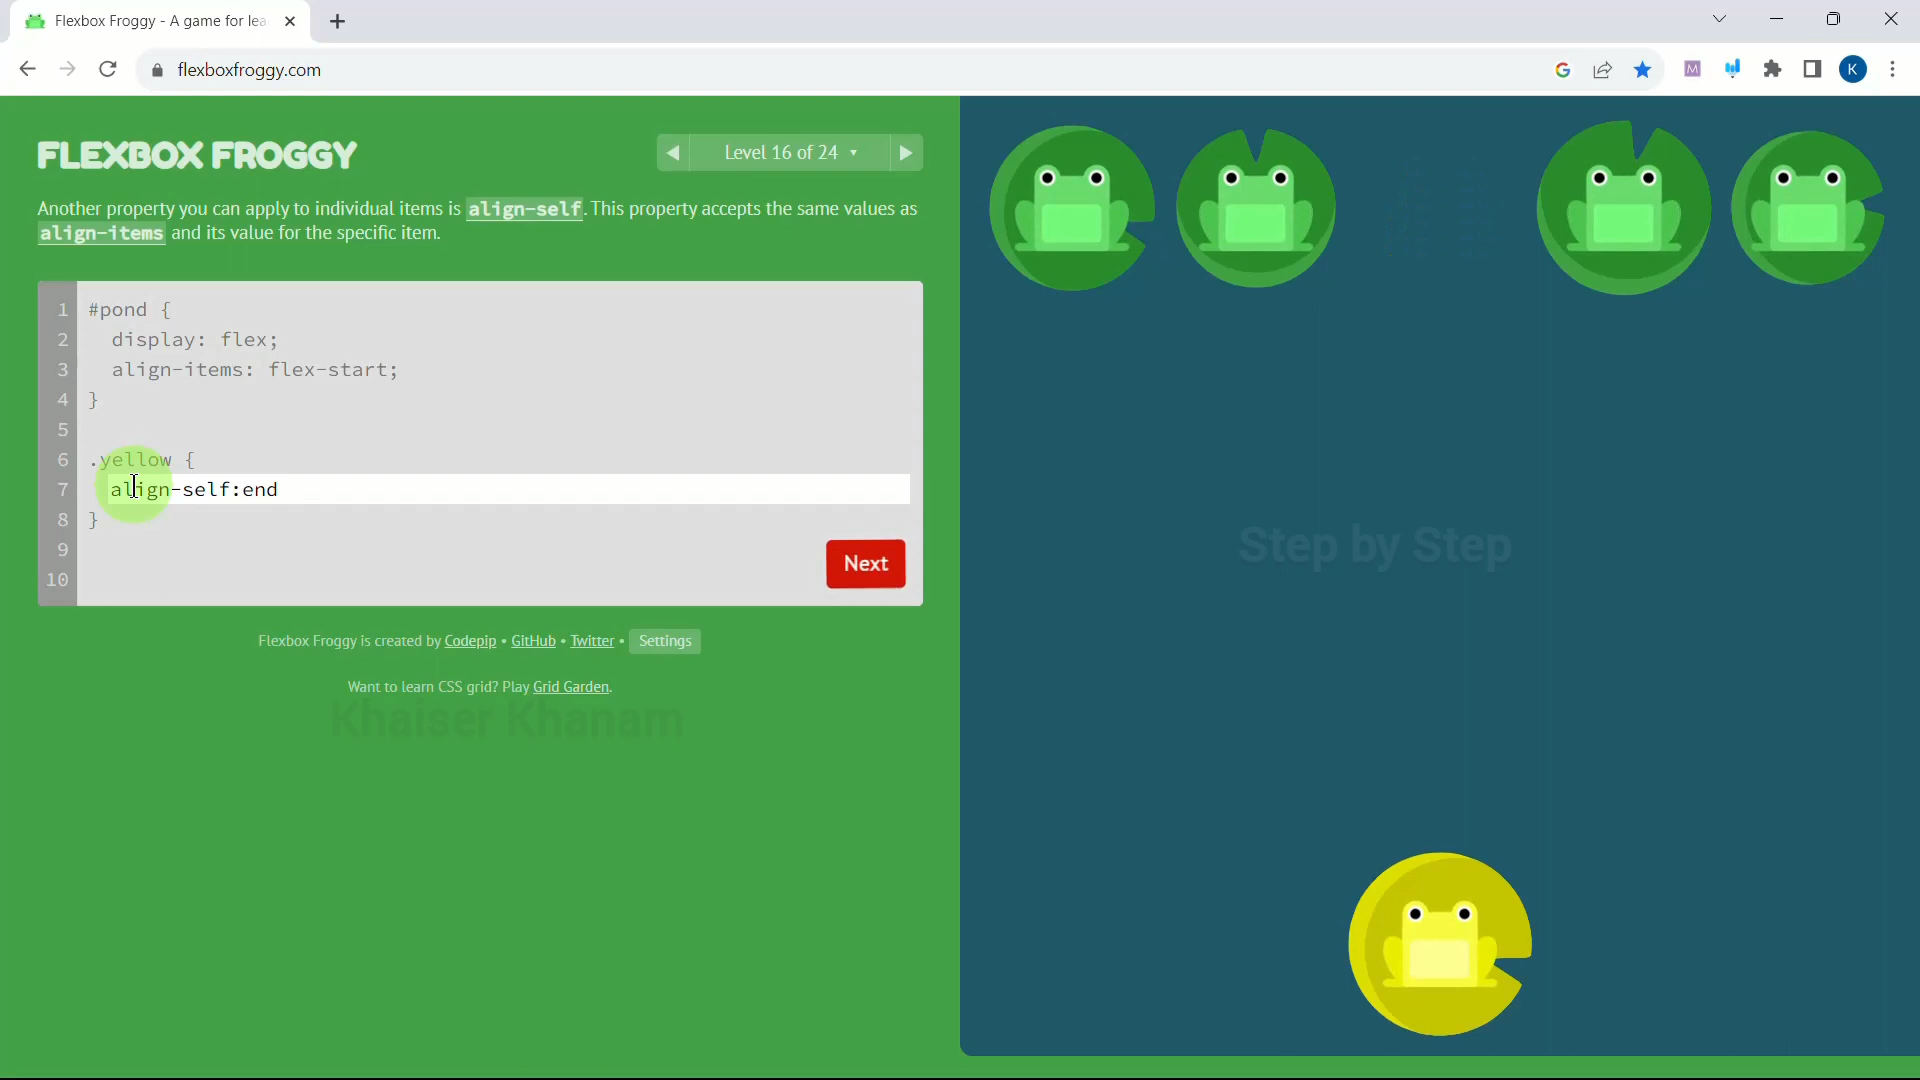 Flexbox Froggy - A game for lea
flexboxfroggy.com
M
K
FLEXBOX FROGGY
Level 16 of 24
Another property you can apply to individual items is align-self. This property accepts the same values as
align-items and its value for the specific item.
1 #pond {
2 display: flex;
3 align-items: flex-start;
4 }
5
6 .yellow {
7 align-self:end
8 }
9
10
Next
Flexbox Froggy is created by Codepip • GitHub • Twitter • Settings
Want to learn CSS grid? Play Grid Garden.
Khaiser Khanam
Step by Step